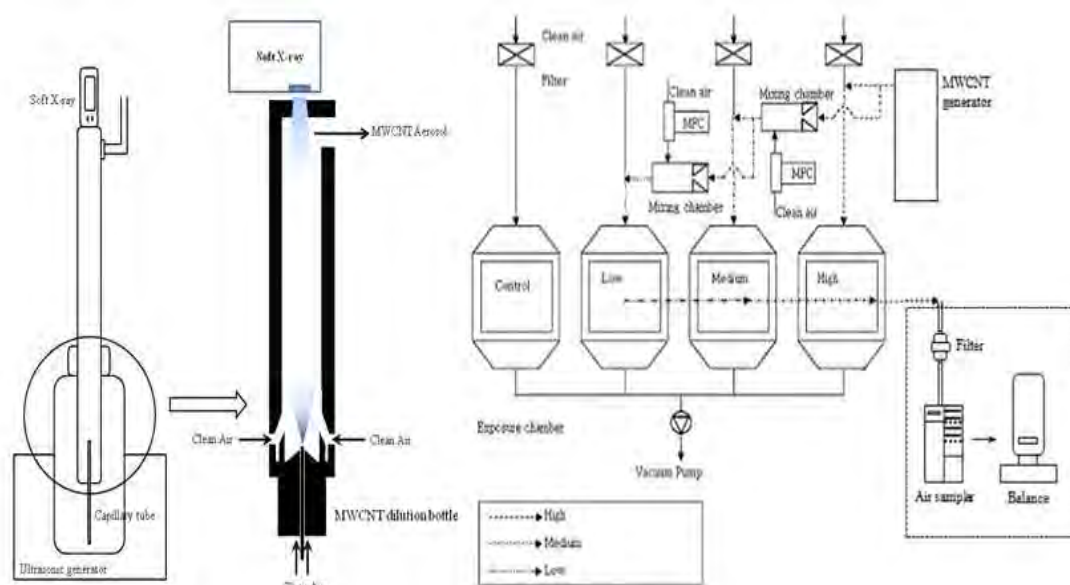 Soft X-ray
Capillary tube
Ultrasonic generator
Soft X-ray
MWCNT Aerosol
Clean Air
Clean Air
MWCNT dilution bottle
Clean air
Filter
Clean air
MFC
Mixing chamber
Mixing chamber
MFC
Clean air
MWCNT
generator
Control
Low
Medium
High
Exposure chamber
Vacuum Pump
Filter
Air sampler
Balance
High
Medium
Low